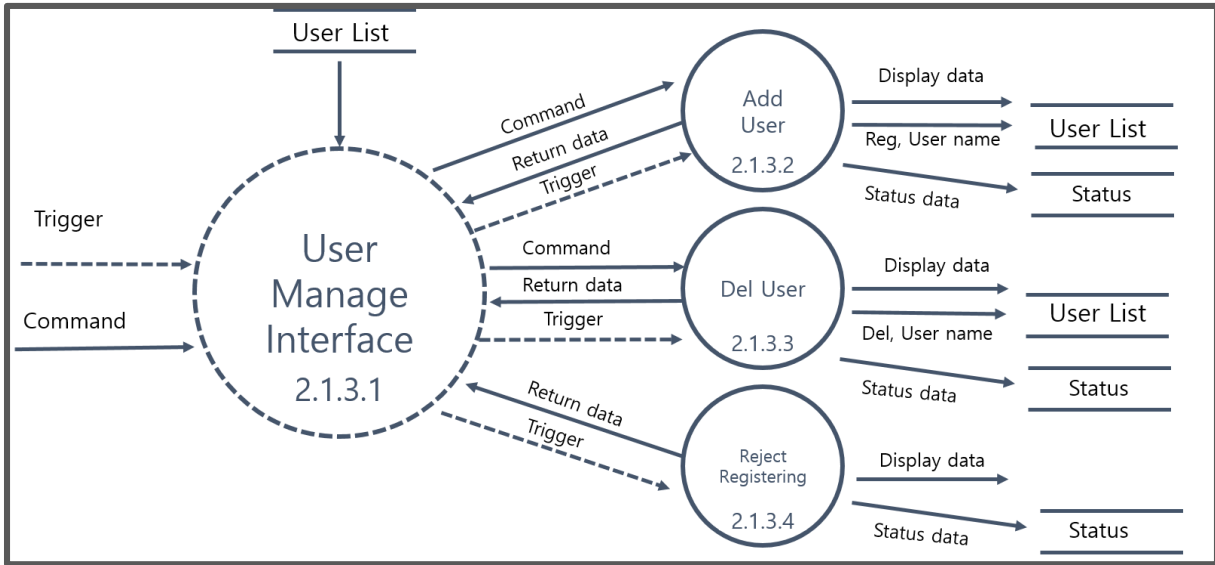 User List
Trigger
Command
User
Manage
Interface
2.1.3.1
Command
Return data
Trigger
Add
User
2.1.3.2
Display data
Reg, User name
User List
Status data
Status
Command
Return data
Trigger
Del User
2.1.3.3
Display data
Del, User name
User List
Status data
Status
Return data
Trigger
Reject
Registering
2.1.3.4
Display data
Status data
Status